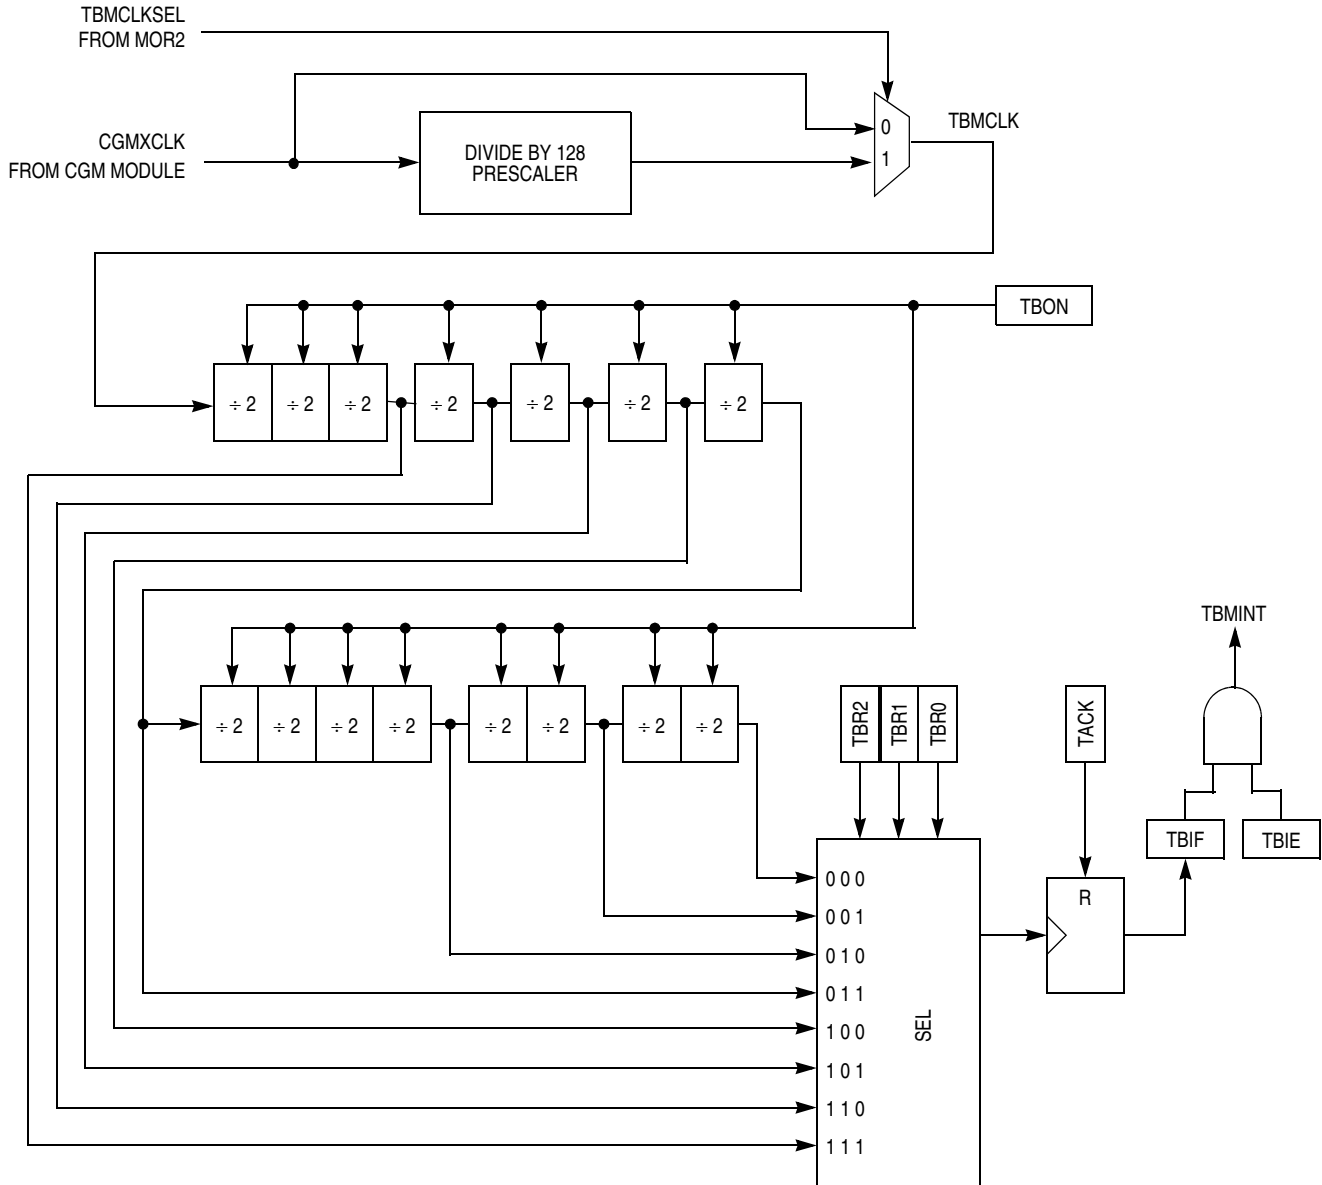 TBMCLKSEL
FROM MOR2
CGMXCLK
FROM CGM MODULE
DIVIDE BY 128
PRESCALER
0
1
TBMCLK
TBON
÷ 2
÷ 2
÷ 2
÷ 2
÷ 2
÷ 2
÷ 2
TBMINT
÷ 2
÷ 2
÷ 2
÷ 2
÷ 2
÷ 2
÷ 2
÷ 2
TBR2
TBR1
TBR0
TACK
TBIF
TBIE
R
0 0 0
0 0 1
0 1 0
0 1 1
1 0 0
1 0 1
1 1 0
1 1 1
SEL